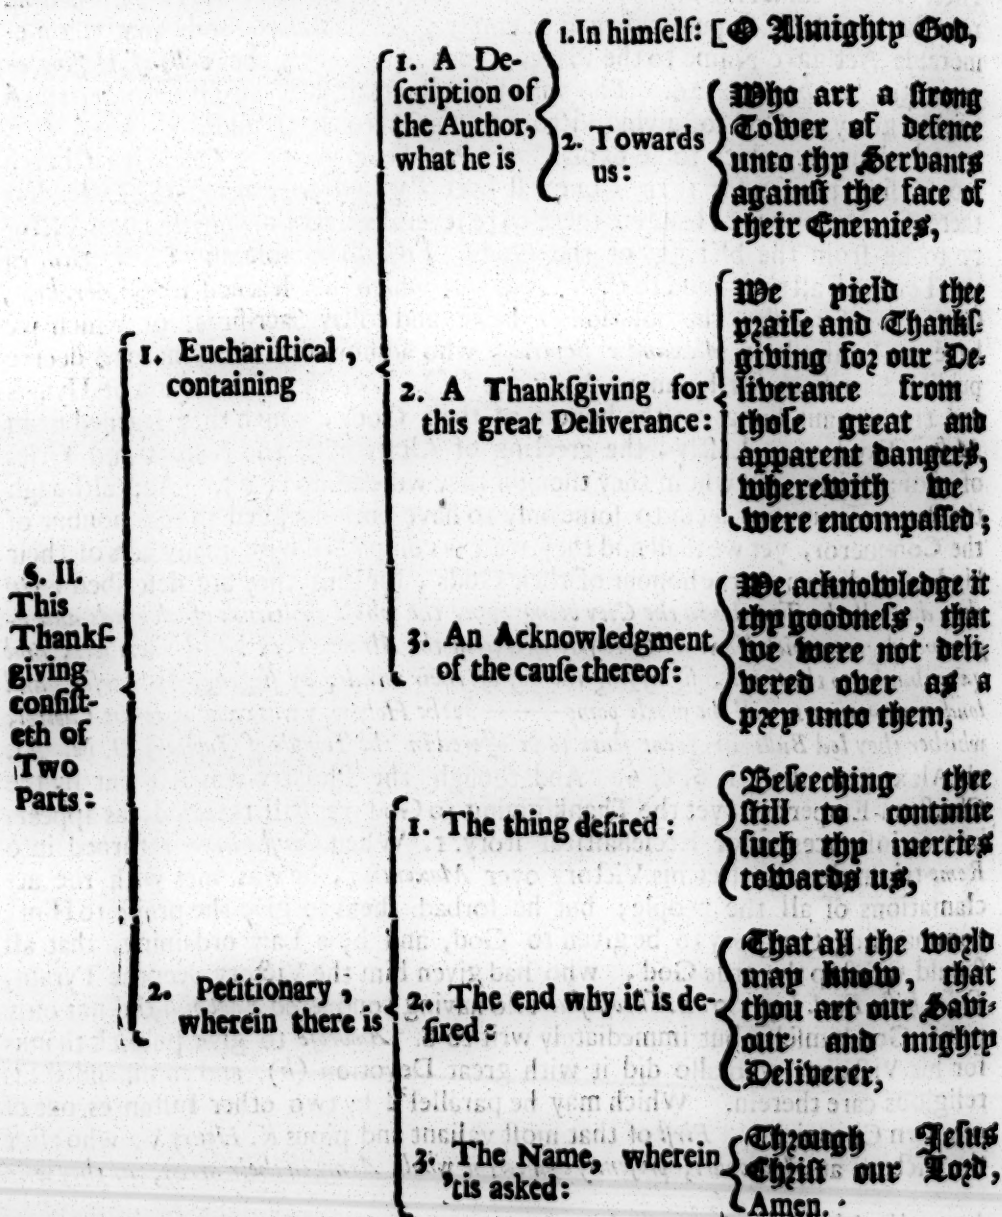 §. II.
This
Thankſ-
giving
conſiſt-
eth of
Two
Parts:
1. Euchariſtical,
containing
1. A De-
ſcription of
the Author,
what he is
1. In himſelf: [O Almighty God,
2. Towards
us:
Who art a ſtrong
Tower of defence
unto thy Servants
againſt the face of
their Enemies,
2. A Thankſgiving for
this great Deliverance:
We yield thee
praiſe and Thankſ-
giving for our De-
liverance from
thoſe great and
apparent dangers,
wherewith we
were encompaſſed;
3. An Acknowledgment
of the cauſe thereof:
We acknowledge it
thy goodneſs, that
we were not deli-
vered over as a
prey unto them,
2. Petitionary,
wherein there is
1. The thing deſired:
Beſeeching thee
ſtill to continue
ſuch thy mercies
towards us,
2. The end why it is de-
ſired:
That all the world
may know, that
thou art our Savi-
our and mighty
Deliverer,
3. The Name, wherein
'tis asked:
Through Jeſus
Chriſt our Lord,
Amen.